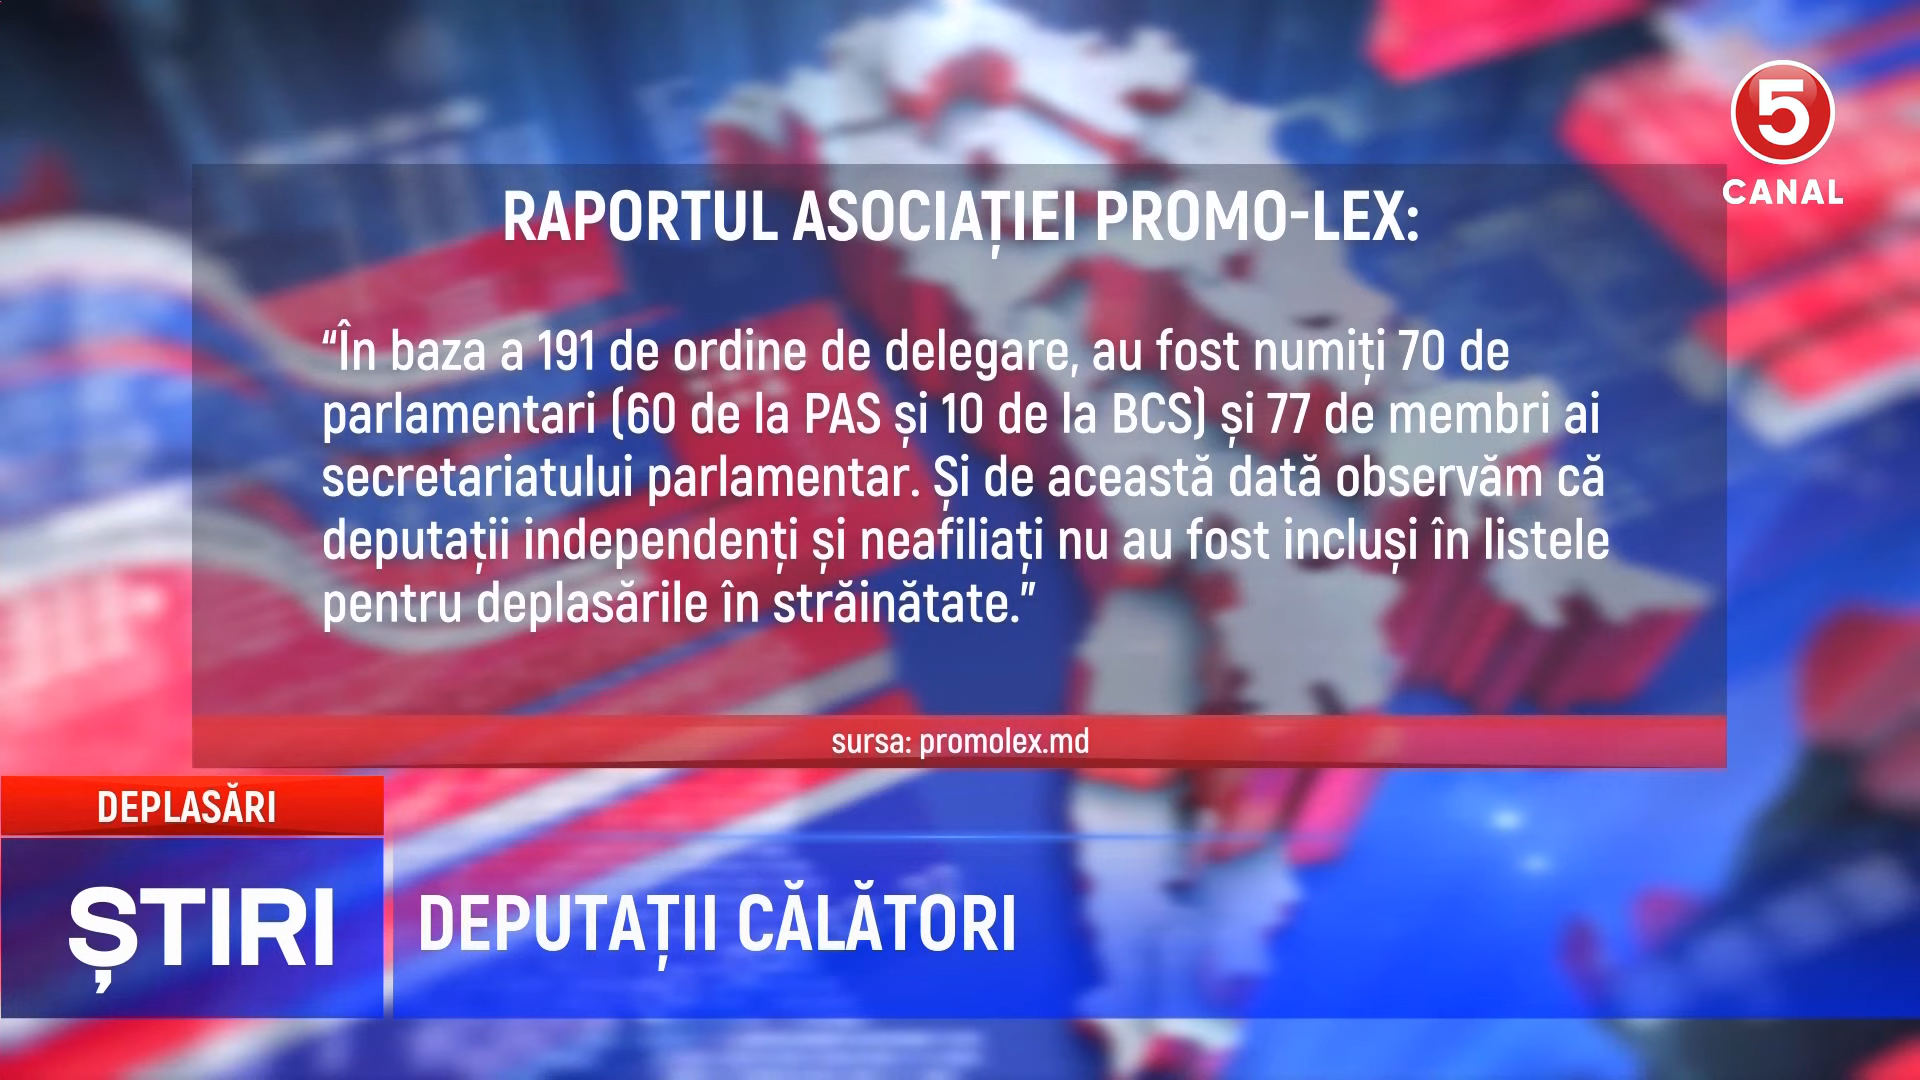 5
CANAL
RAPORTUL ASOCIAȚIEI PROMO-LEX:
“În baza a 191 de ordine de delegare, au fost numiți 70 de
parlamentari (60 de la PAS și 10 de la BCS) și 77 de membri ai
secretariatului parlamentar. Și de această dată observăm că
deputații independenți și neafiliați nu au fost incluși în listele
pentru deplasările în străinătate.”
sursa: promolex.md
DEPLASĂRI
ȘTIRI
DEPUTAȚII CĂLĂTORI